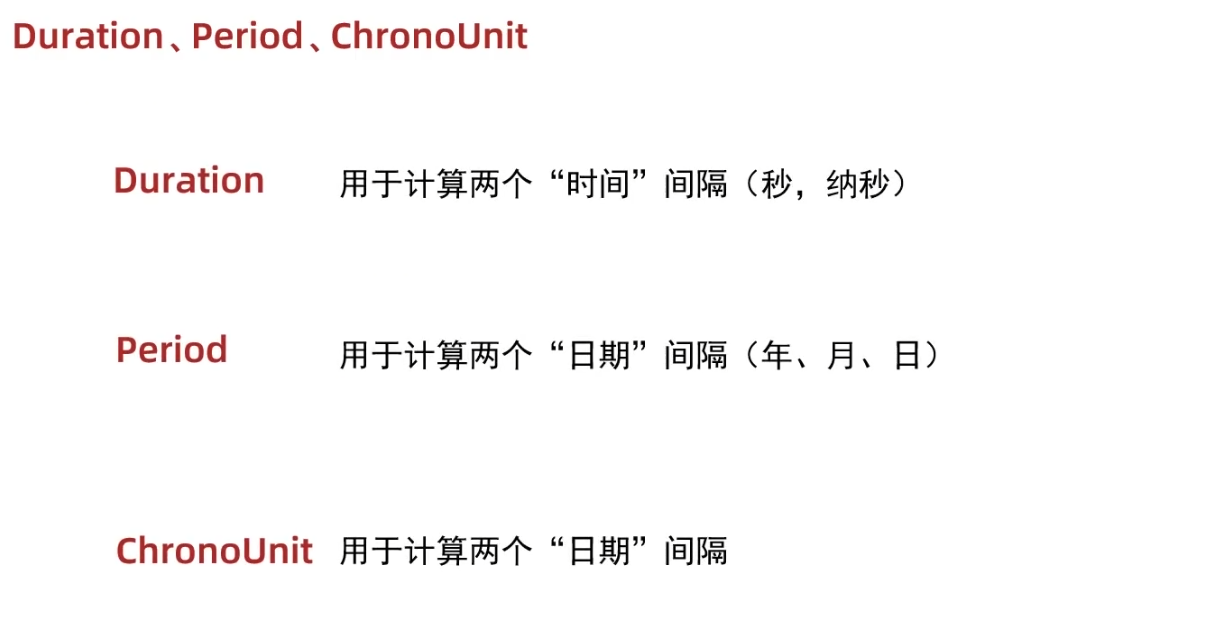 Duration、Period、ChronoUnit
Duration 用于计算两个“时间”间隔（秒，纳秒）
Period 用于计算两个“日期”间隔（年、月、日）
ChronoUnit 用于计算两个“日期”间隔